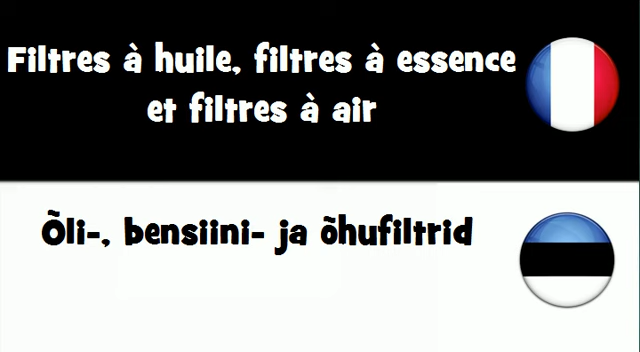 Filtres à huile, filtres à essence
et filtres à air
Õli-, bensiini- ja õhufiltrid